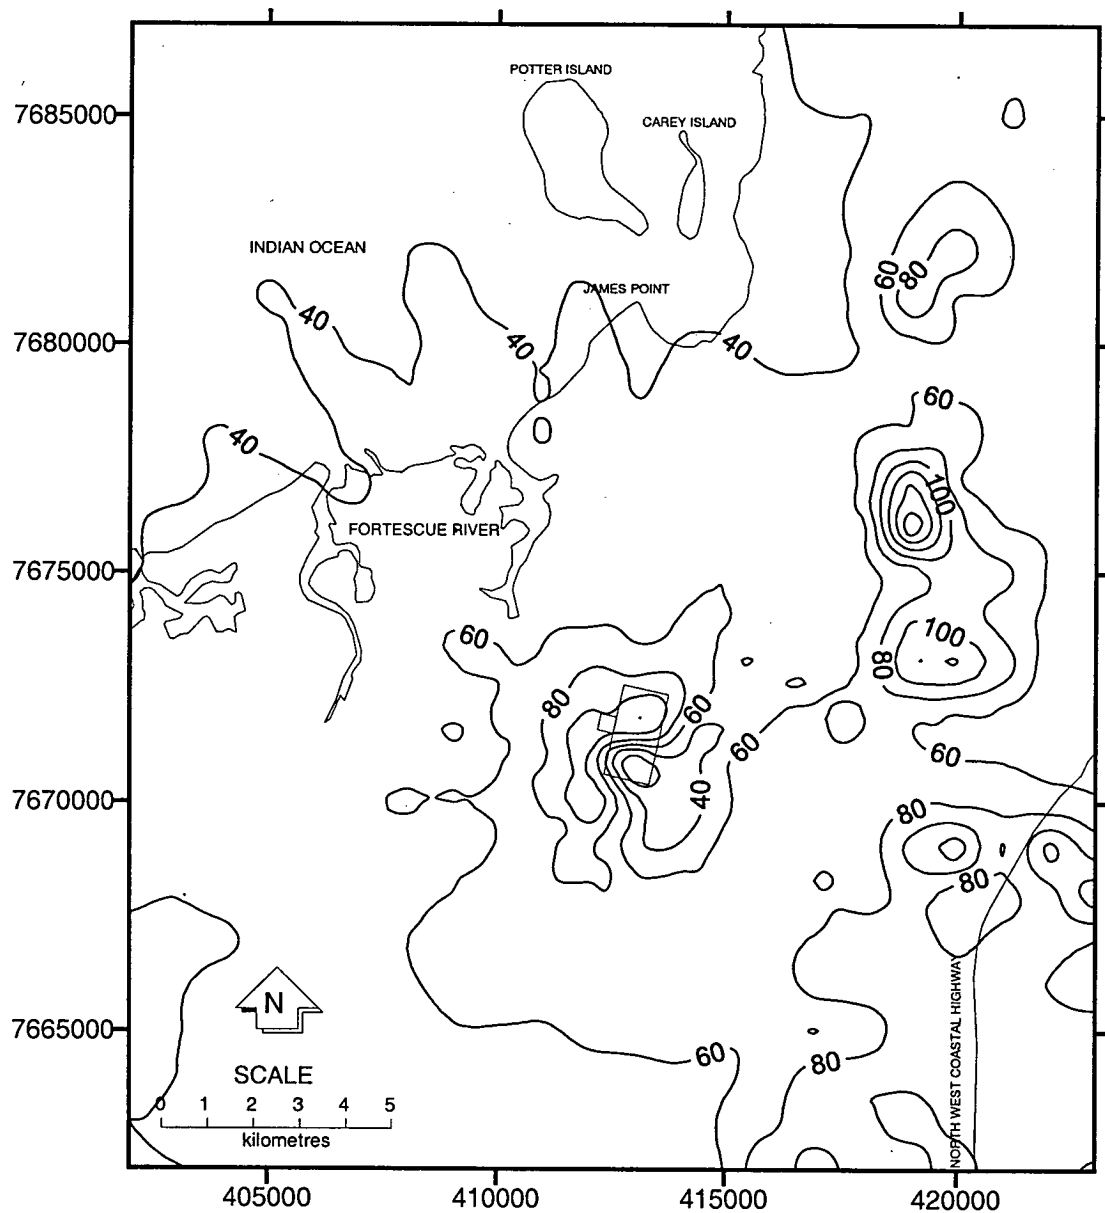 POTTER ISLAND
7685000
CAREY ISLAND
INDIAN OCEAN
60
80
JAMES POINT
40
7680000
40
40
60
40
100
FORTESCUE RIVER
7675000
60
100
80
80
60
60
60
40
7670000
80
80
N
7665000
60
80
SCALE
0 1 2 3 4 5
kilometres
NORTH WEST COASTAL HIGHWAY
405000
410000
415000
420000